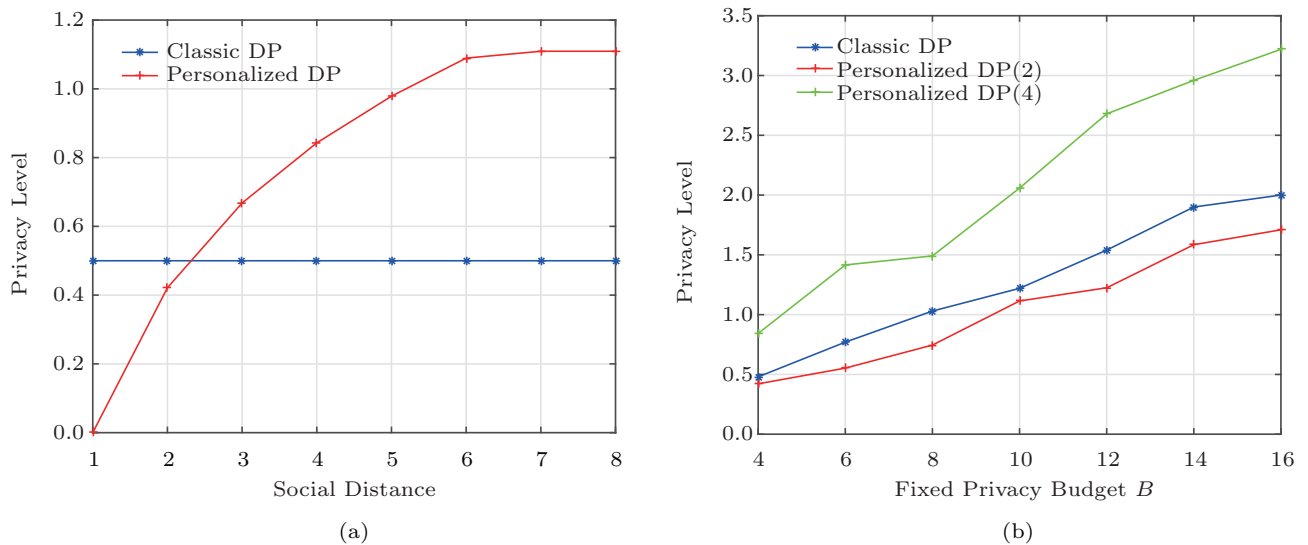 1.2
1.0
0.8
0.6
0.4
0.2
0.0
Privacy Level
Classic DP
Personalized DP
1 2 3 4 5 6 7 8
Social Distance
(a)
3.5
3.0
2.5
2.0
1.5
1.0
0.5
0.0
Privacy Level
Classic DP
Personalized DP(2)
Personalized DP(4)
4 6 8 10 12 14 16
Fixed Privacy Budget B
(b)